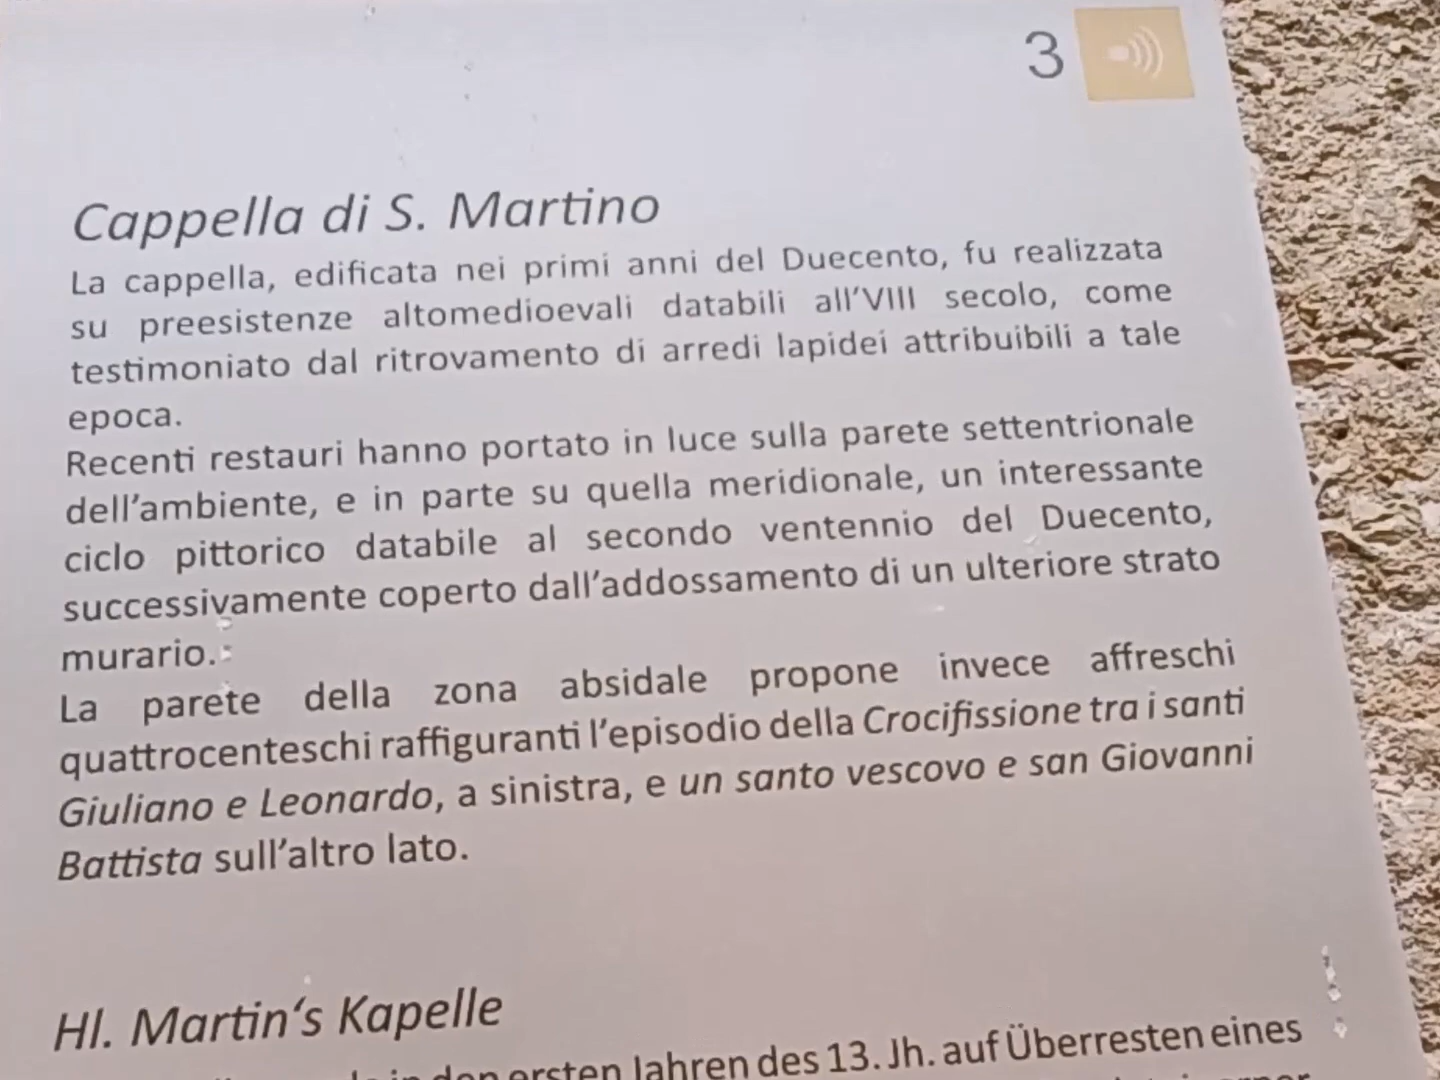 3
Cappella di S. Martino
La cappella, edificata nei primi anni del Duecento, fu realizzata
su preesistenze altomedioevali databili all'VIII secolo, come
testimoniato dal ritrovamento di arredi lapidei attribuibili a tale
epoca.
Recenti restauri hanno portato in luce sulla parete settentrionale
dell'ambiente, e in parte su quella meridionale, un interessante
ciclo pittorico databile al secondo ventennio del Duecento,
successivamente coperto dall'addossamento di un ulteriore strato
murario.
La parete della zona absidale propone invece affreschi
quattrocenteschi raffiguranti l'episodio della Crocifissione tra i santi
Giuliano e Leonardo, a sinistra, e un santo vescovo e san Giovanni
Battista sull'altro lato.
Hl. Martin‘s Kapelle
in den ersten Jahren des 13. Jh. auf Überresten eines